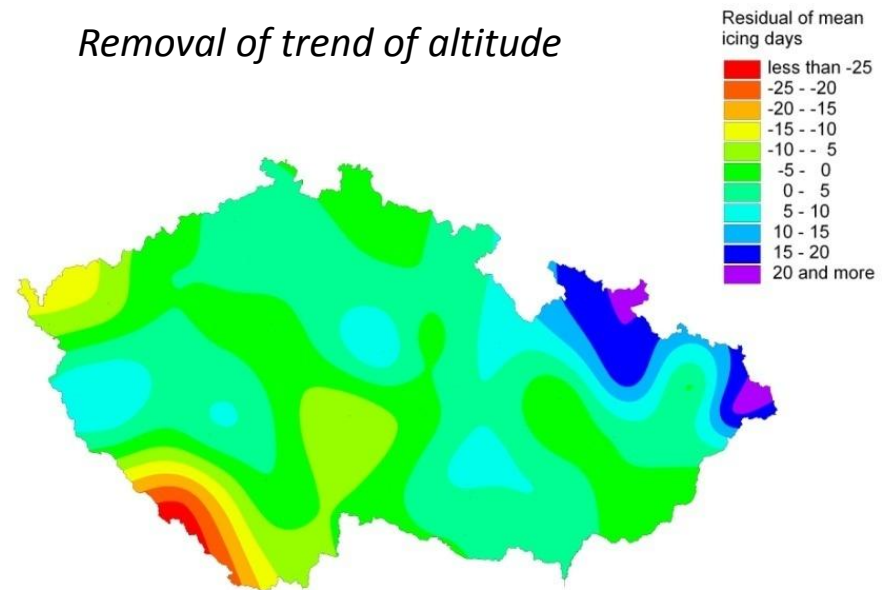 Removal of trend of altitude
Residual of mean
icing days
less than -25
-25 - -20
-20 - -15
-15 - -10
-10 - - 5
-5 - 0
0 - 5
5 - 10
10 - 15
15 - 20
20 and more